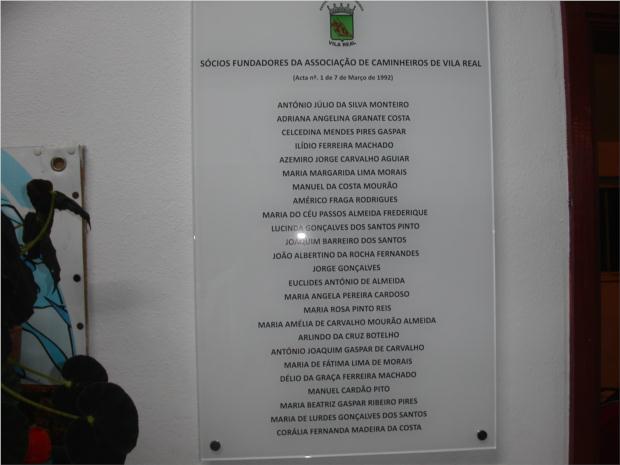 VILA REAL
SÓCIOS FUNDADORES DA ASSOCIAÇÃO DE CAMINHEIROS DE VILA REAL
(Acta nº. 1 de 7 de Março de 1992)
ANTÓNIO JÚLIO DA SILVA MONTEIRO
ADRIANA ANGELINA GRANATE COSTA
CELCEDINA MENDES PIRES GASPAR
ILÍDIO FERREIRA MACHADO
AZEMIRO JORGE CARVALHO AGUIAR
MARIA MARGARIDA LIMA MORAIS
MANUEL DA COSTA MOURÃO
AMÉRICO FRAGA RODRIGUES
MARIA DO CÉU PASSOS ALMEIDA FREDERIQUE
LUCINDA GONÇALVES DOS SANTOS PINTO
JOAQUIM BARREIRO DOS SANTOS
JOÃO ALBERTINO DA ROCHA FERNANDES
JORGE GONÇALVES
EUCLIDES ANTÓNIO DE ALMEIDA
MARIA ANGELA PEREIRA CARDOSO
MARIA ROSA PINTO REIS
MARIA AMÉLIA DE CARVALHO MOURÃO ALMEIDA
ARLINDO DA CRUZ BOTELHO
ANTÓNIO JOAQUIM GASPAR DE CARVALHO
MARIA DE FÁTIMA LIMA DE MORAIS
DÉLIO DA GRAÇA FERREIRA MACHADO
MANUEL CARDÃO PITO
MARIA BEATRIZ GASPAR RIBEIRO PIRES
MARIA DE LURDES GONÇALVES DOS SANTOS
CORÁLIA FERNANDA MADEIRA DA COSTA